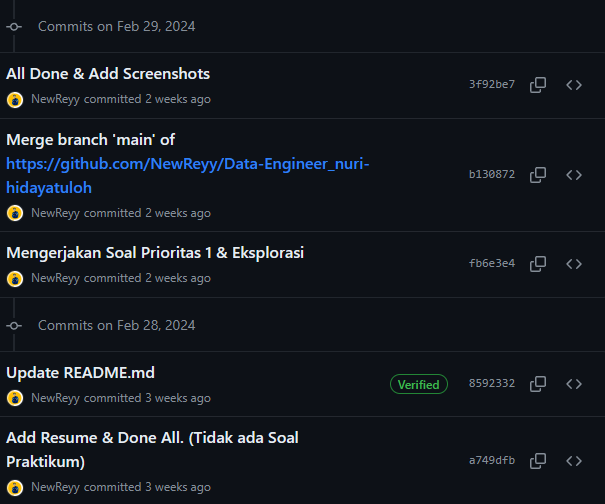 Commits on Feb 29, 2024
All Done & Add Screenshots
3f92be7
NewReyy committed 2 weeks ago
Merge branch 'main' of
https://github.com/NewReyy/Data-Engineer_nuri-
hidayatuloh
b130872
NewReyy committed 2 weeks ago
Mengerjakan Soal Prioritas 1 & Eksplorasi
fb6e3e4
NewReyy committed 2 weeks ago
Commits on Feb 28, 2024
Update README.md
Verified
8592332
NewReyy committed 3 weeks ago
Add Resume & Done All. (Tidak ada Soal
Praktikum)
a749dfb
NewReyy committed 3 weeks ago